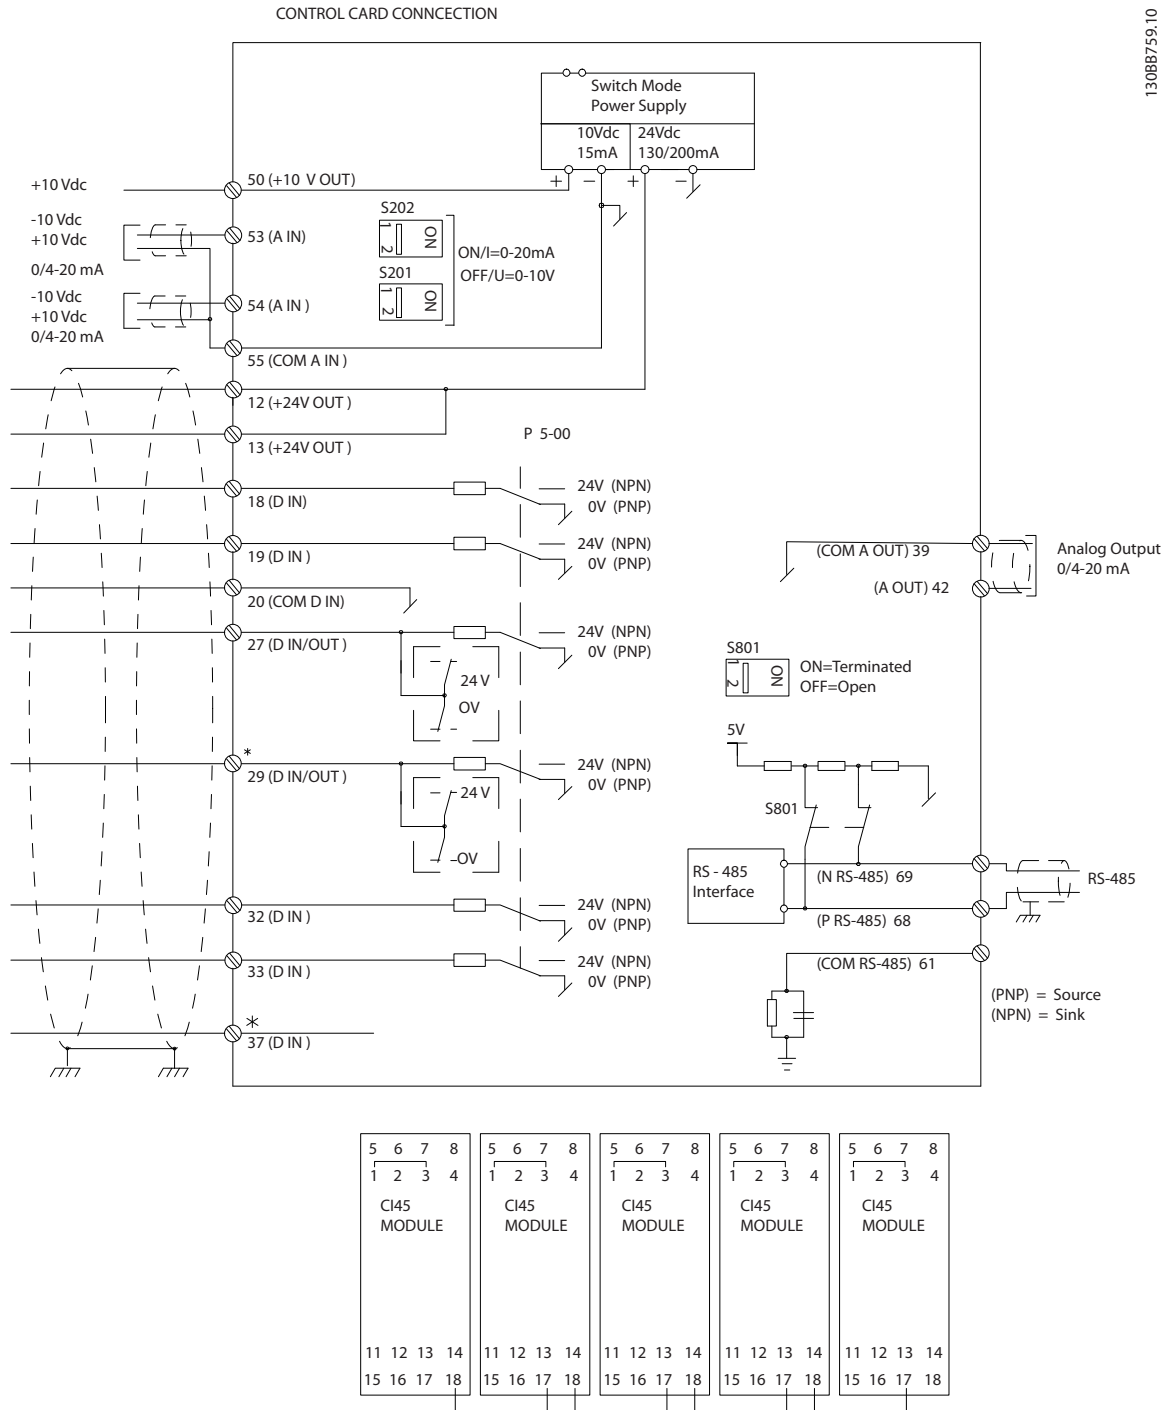 CONTROL CARD CONNCECTION
130BB759.10
Switch Mode
Power Supply
10Vdc
15mA
24Vdc
130/200mA
+ − + −
+10 Vdc
50 (+10 V OUT)
-10 Vdc
+10 Vdc
0/4-20 mA
53 (A IN)
S202
1 2 ON
ON/I=0-20mA
OFF/U=0-10V
S201
1 2 ON
-10 Vdc
+10 Vdc
0/4-20 mA
54 (A IN )
55 (COM A IN )
12 (+24V OUT )
13 (+24V OUT )
P 5-00
18 (D IN)
24V (NPN)
0V (PNP)
19 (D IN )
24V (NPN)
0V (PNP)
(COM A OUT) 39
Analog Output
0/4-20 mA
(A OUT) 42
20 (COM D IN)
27 (D IN/OUT )
24V (NPN)
0V (PNP)
24 V
OV
S801
1 2 ON
ON=Terminated
OFF=Open
5V
*
29 (D IN/OUT )
24V (NPN)
0V (PNP)
24 V
OV
S801
RS - 485
Interface
(N RS-485) 69
RS-485
(P RS-485) 68
32 (D IN )
24V (NPN)
0V (PNP)
33 (D IN )
24V (NPN)
0V (PNP)
(COM RS-485) 61
(PNP) = Source
(NPN) = Sink
*
37 (D IN )
5 6 7 8
1 2 3 4
CI45
MODULE
11 12 13 14
15 16 17 18
5 6 7 8
1 2 3 4
CI45
MODULE
11 12 13 14
15 16 17 18
5 6 7 8
1 2 3 4
CI45
MODULE
11 12 13 14
15 16 17 18
5 6 7 8
1 2 3 4
CI45
MODULE
11 12 13 14
15 16 17 18
5 6 7 8
1 2 3 4
CI45
MODULE
11 12 13 14
15 16 17 18